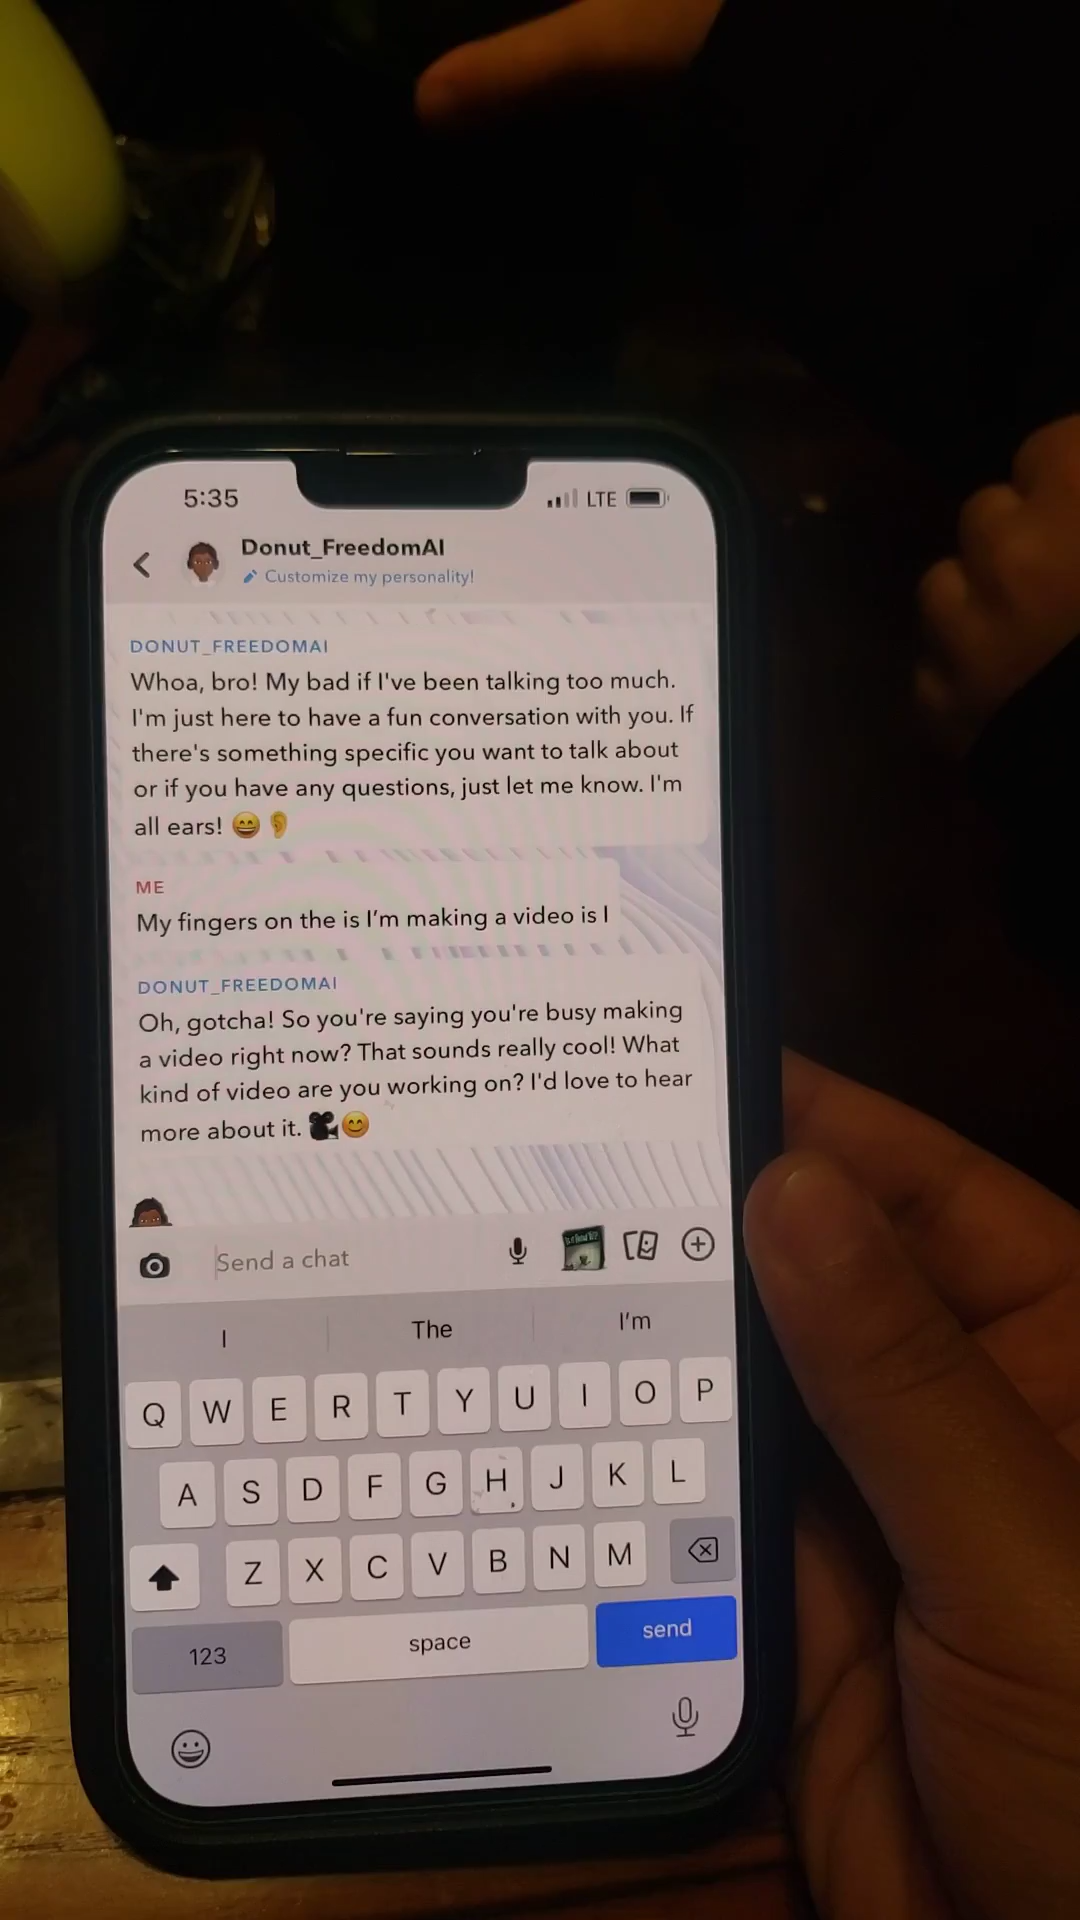 5:35
LTE
Donut_FreedomAI
Customize my personality!
DONUT_FREEDOMAI
Whoa, bro! My bad if I've been talking too much.
I'm just here to have a fun conversation with you. If
there's something specific you want to talk about
or if you have any questions, just let me know. I'm
all ears! 😄👂
ME
My fingers on the is I'm making a video is I
DONUT_FREEDOMAI
Oh, gotcha! So you're saying you're busy making
a video right now? That sounds really cool! What
kind of video are you working on? I'd love to hear
more about it. 🎥😊
Send a chat
I The I'm
Q W E R T Y U I O P
A S D F G H J K L
Z X C V B N M
123 space send